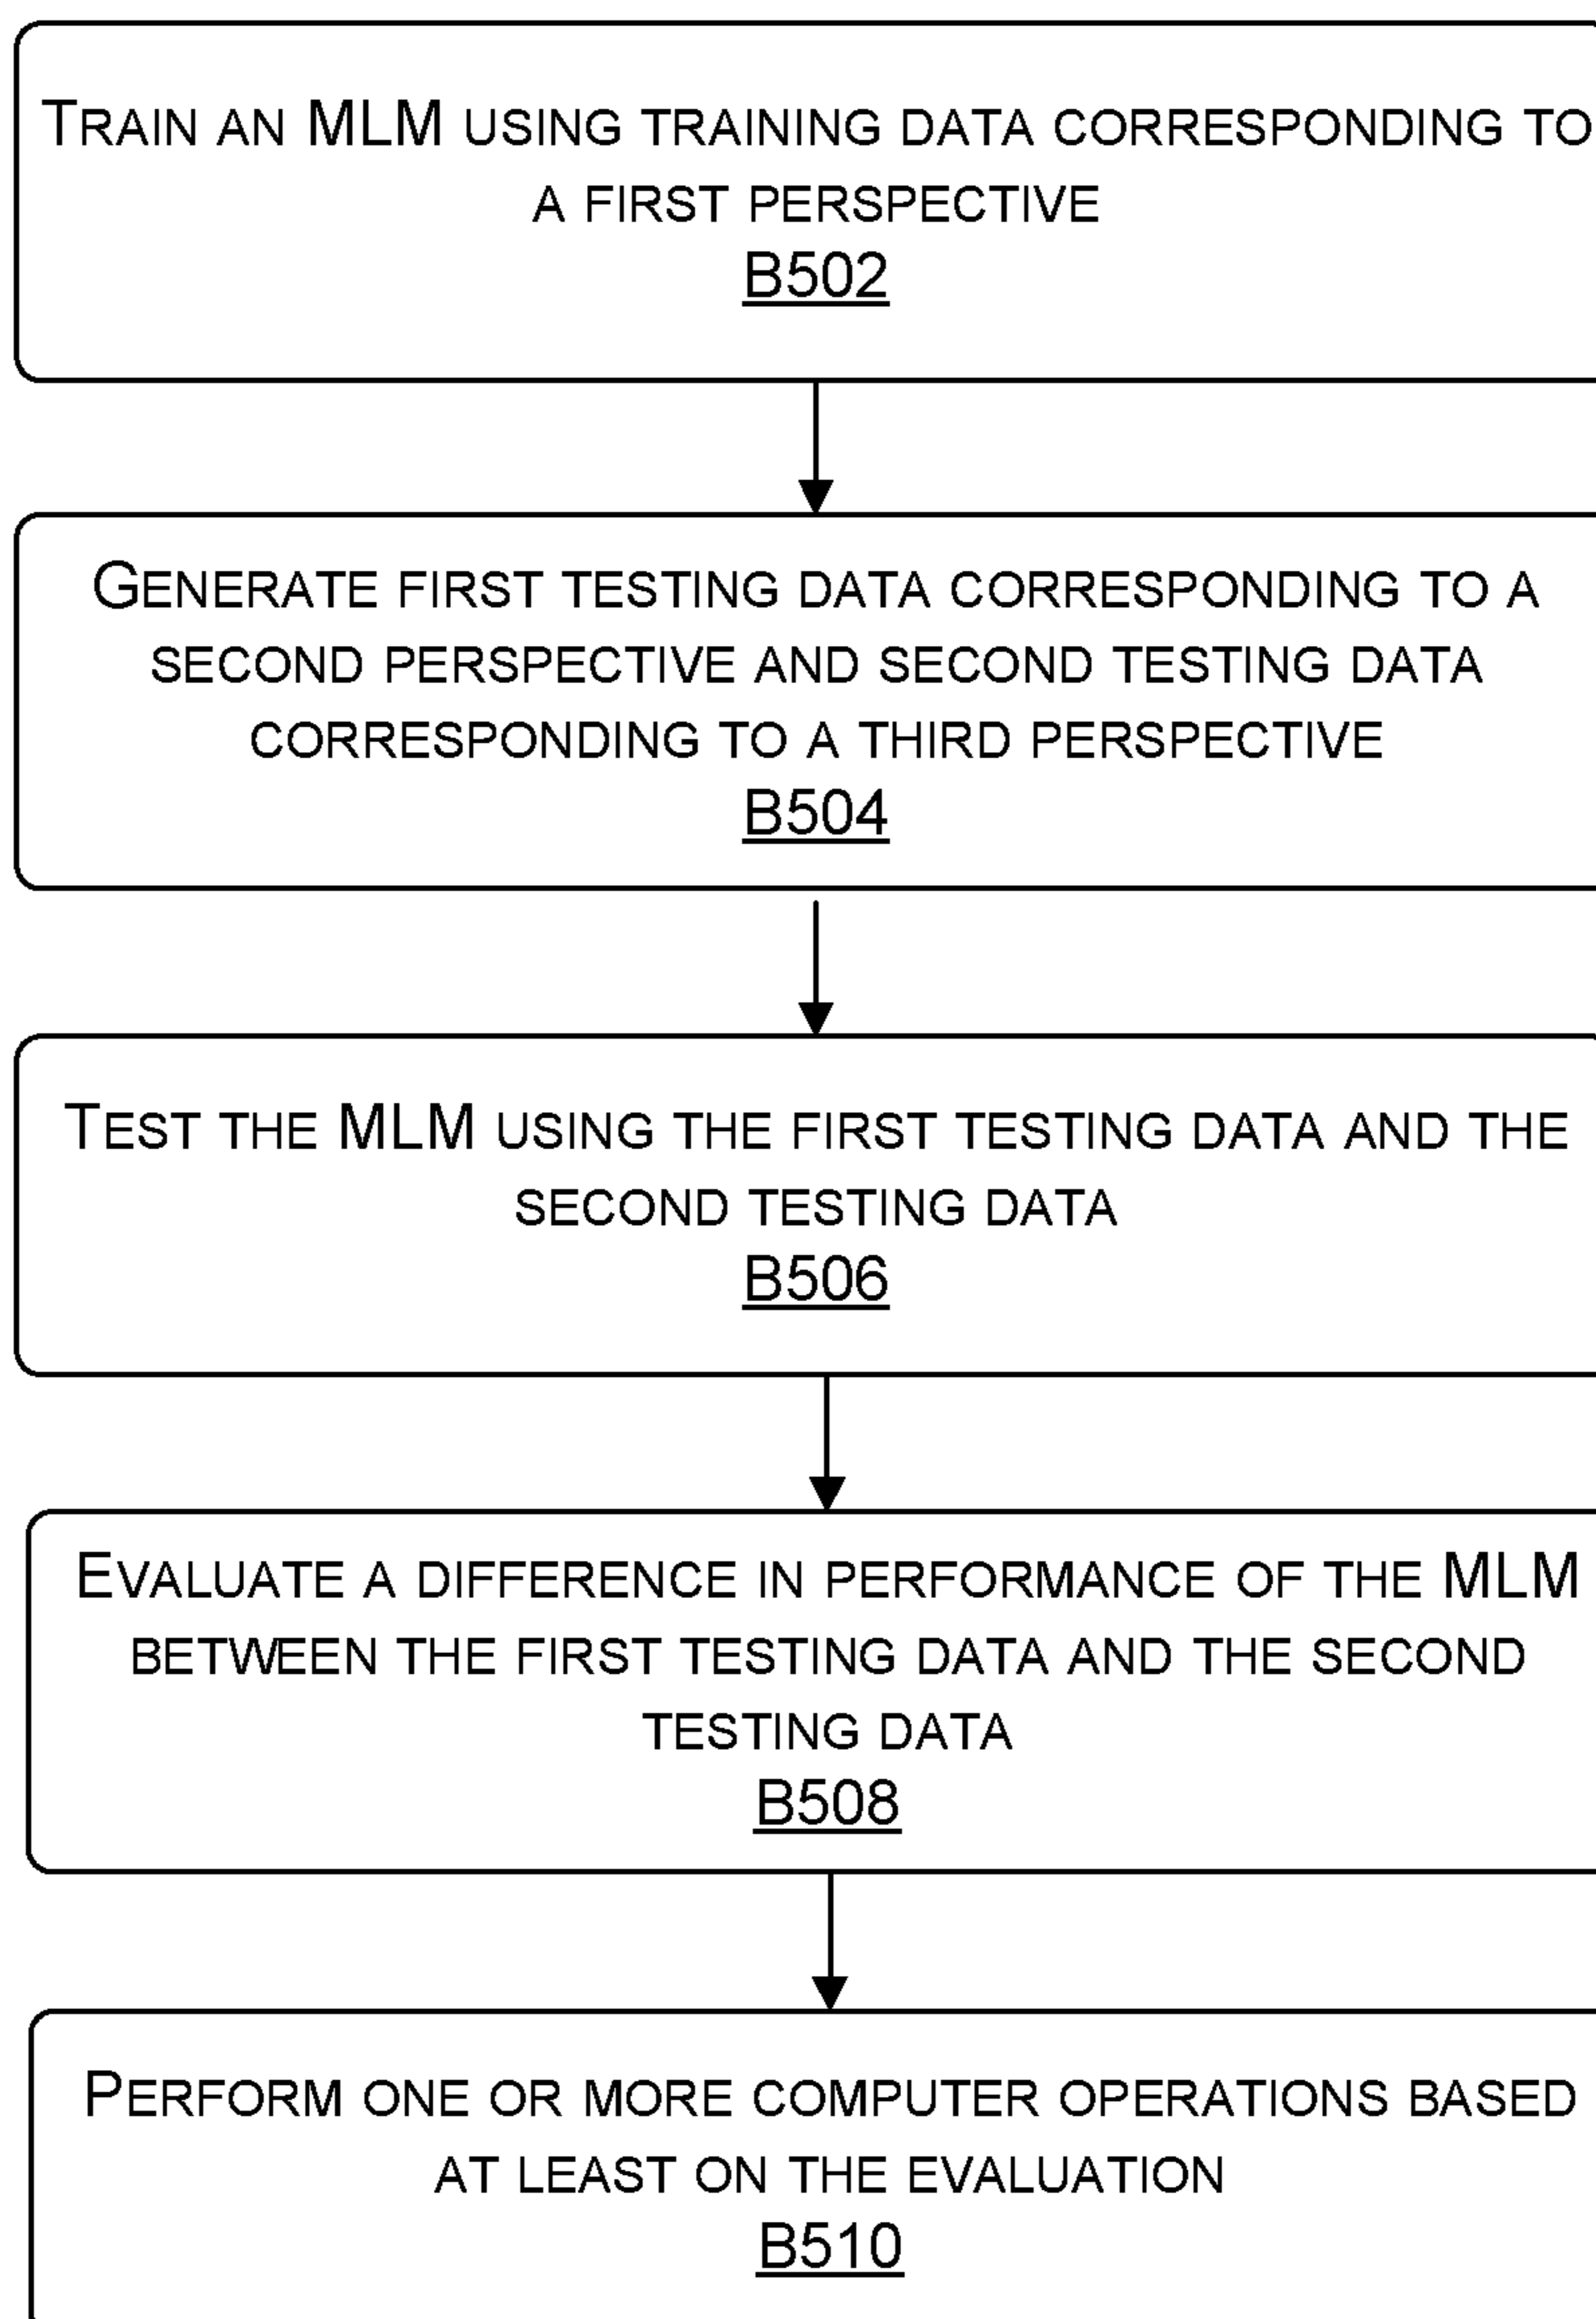 TRAIN AN MLM USING TRAINING DATA CORRESPONDING TO
A FIRST PERSPECTIVE
B502
GENERATE FIRST TESTING DATA CORRESPONDING TO A
SECOND PERSPECTIVE AND SECOND TESTING DATA
CORRESPONDING TO A THIRD PERSPECTIVE
B504
TEST THE MLM USING THE FIRST TESTING DATA AND THE
SECOND TESTING DATA
B506
EVALUATE A DIFFERENCE IN PERFORMANCE OF THE MLM
BETWEEN THE FIRST TESTING DATA AND THE SECOND
TESTING DATA
B508
PERFORM ONE OR MORE COMPUTER OPERATIONS BASED
AT LEAST ON THE EVALUATION
B510